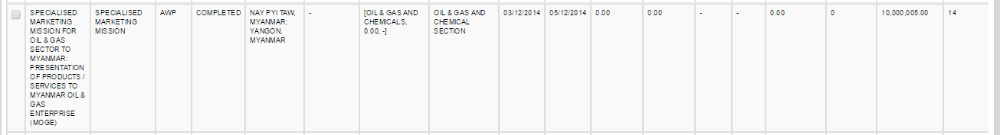 SPECIALISED
MARKETING
MISSION FOR
OIL & GAS
SECTOR TO
MYANMAR:
PRESENTATION
OF PRODUCTS /
SERVICES TO
MYANMAR OIL &
GAS
ENTERPRISE
(MOGE)
SPECIALISED
MARKETING
MISSION
AWP
COMPLETED
NAY PYI TAW,
MYANMAR;
YANGON,
MYANMAR
-
[OIL & GAS AND
CHEMICALS,
0.00, -]
OIL & GAS AND
CHEMICAL
SECTION
03/12/2014
05/12/2014
0.00
0.00
-
-
0.00
0
10,000,005.00
14